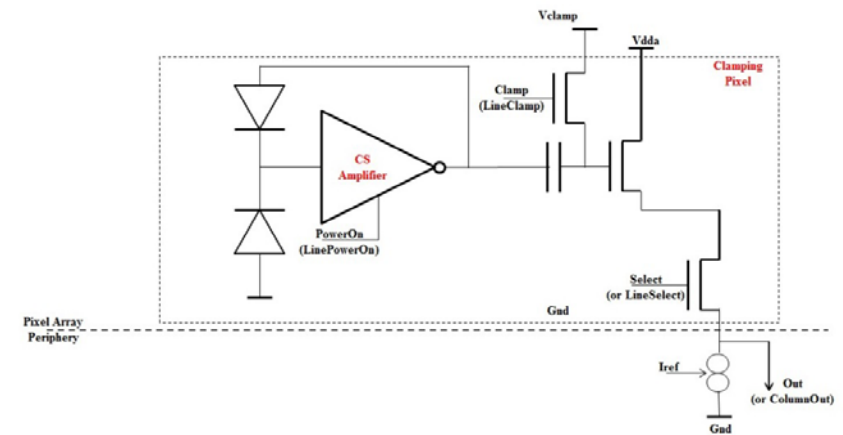 Vclamp
Vdda
Clamping
Pixel
Clamp
(LineClamp)
CS
Amplifier
PowerOn
(LinePowerOn)
Select
(or LineSelect)
Gnd
Pixel Array
Periphery
Iref
Out
(or ColumnOut)
Gnd